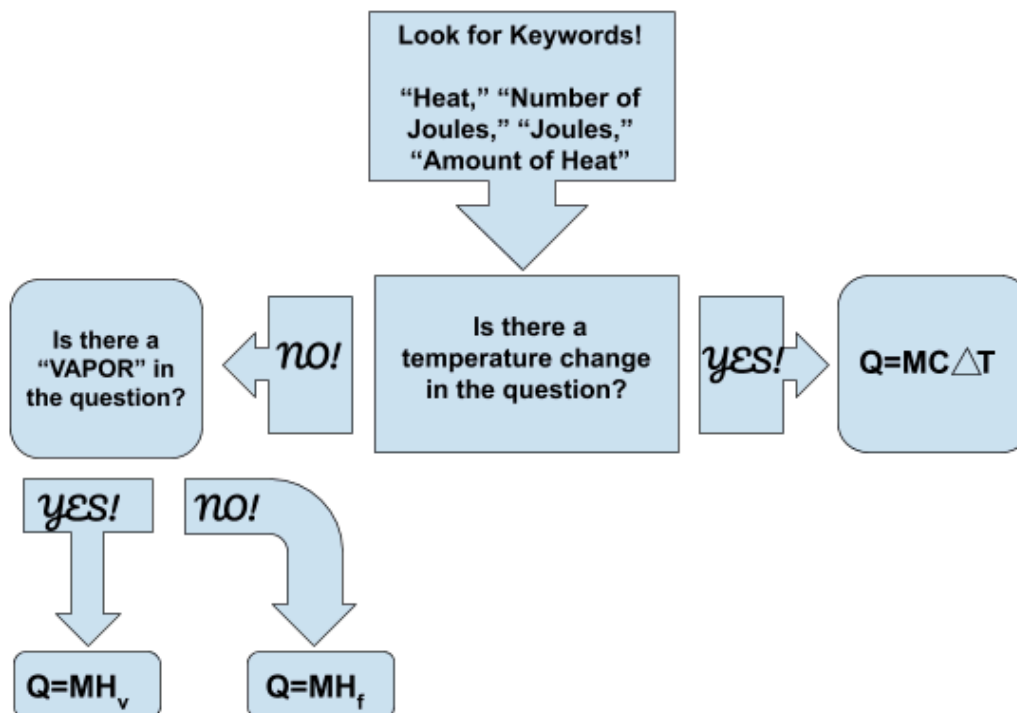 Look for Keywords!
“Heat,” “Number of
Joules,” “Joules,”
“Amount of Heat”
Is there a
“VAPOR” in
the question?
NO!
Is there a
temperature change
in the question?
YES!
Q=MC△T
YES!
NO!
Q=MHᵥ
Q=MH_f